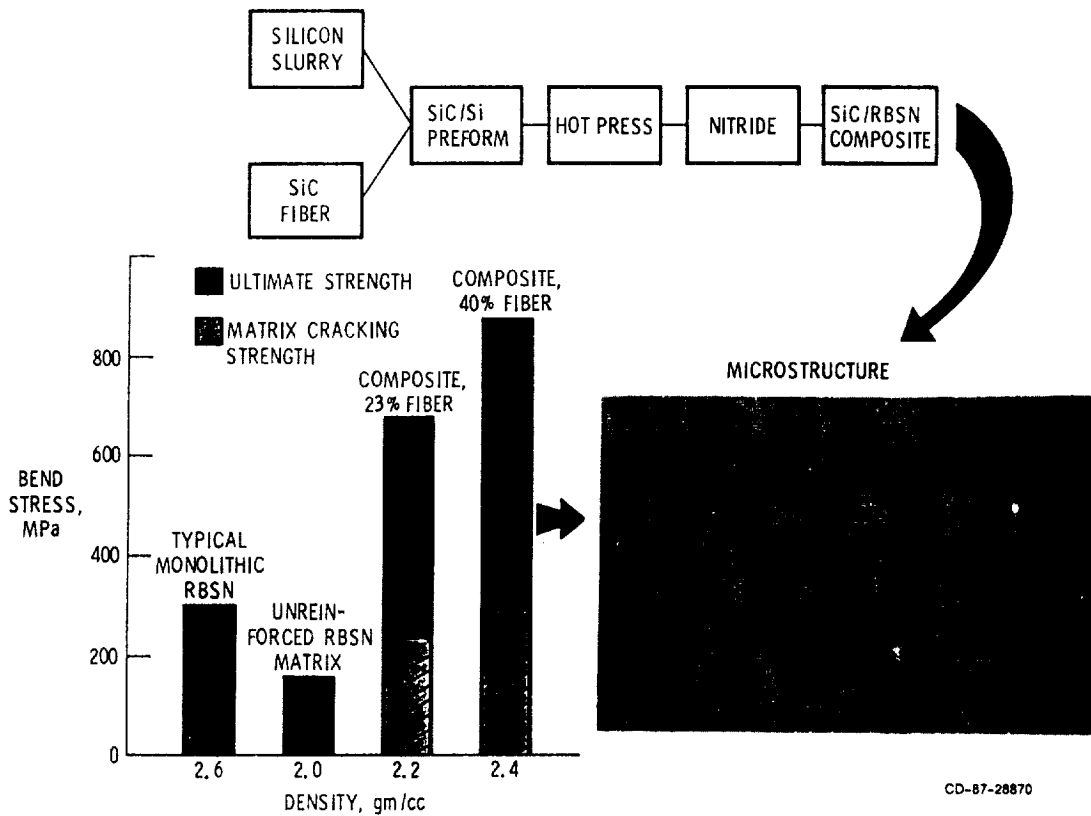 SILICON
SLURRY
SiC
FIBER
SiC/Si
PREFORM
HOT PRESS
NITRIDE
SiC/RBSN
COMPOSITE
ULTIMATE STRENGTH
MATRIX CRACKING
STRENGTH
COMPOSITE,
40% FIBER
COMPOSITE,
23% FIBER
TYPICAL
MONOLITHIC
RBSN
UNREIN-
FORCED RBSN
MATRIX
BEND
STRESS,
MPa
800
600
400
200
0
2.6
2.0
2.2
2.4
DENSITY, gm/cc
MICROSTRUCTURE
CD-87-28870